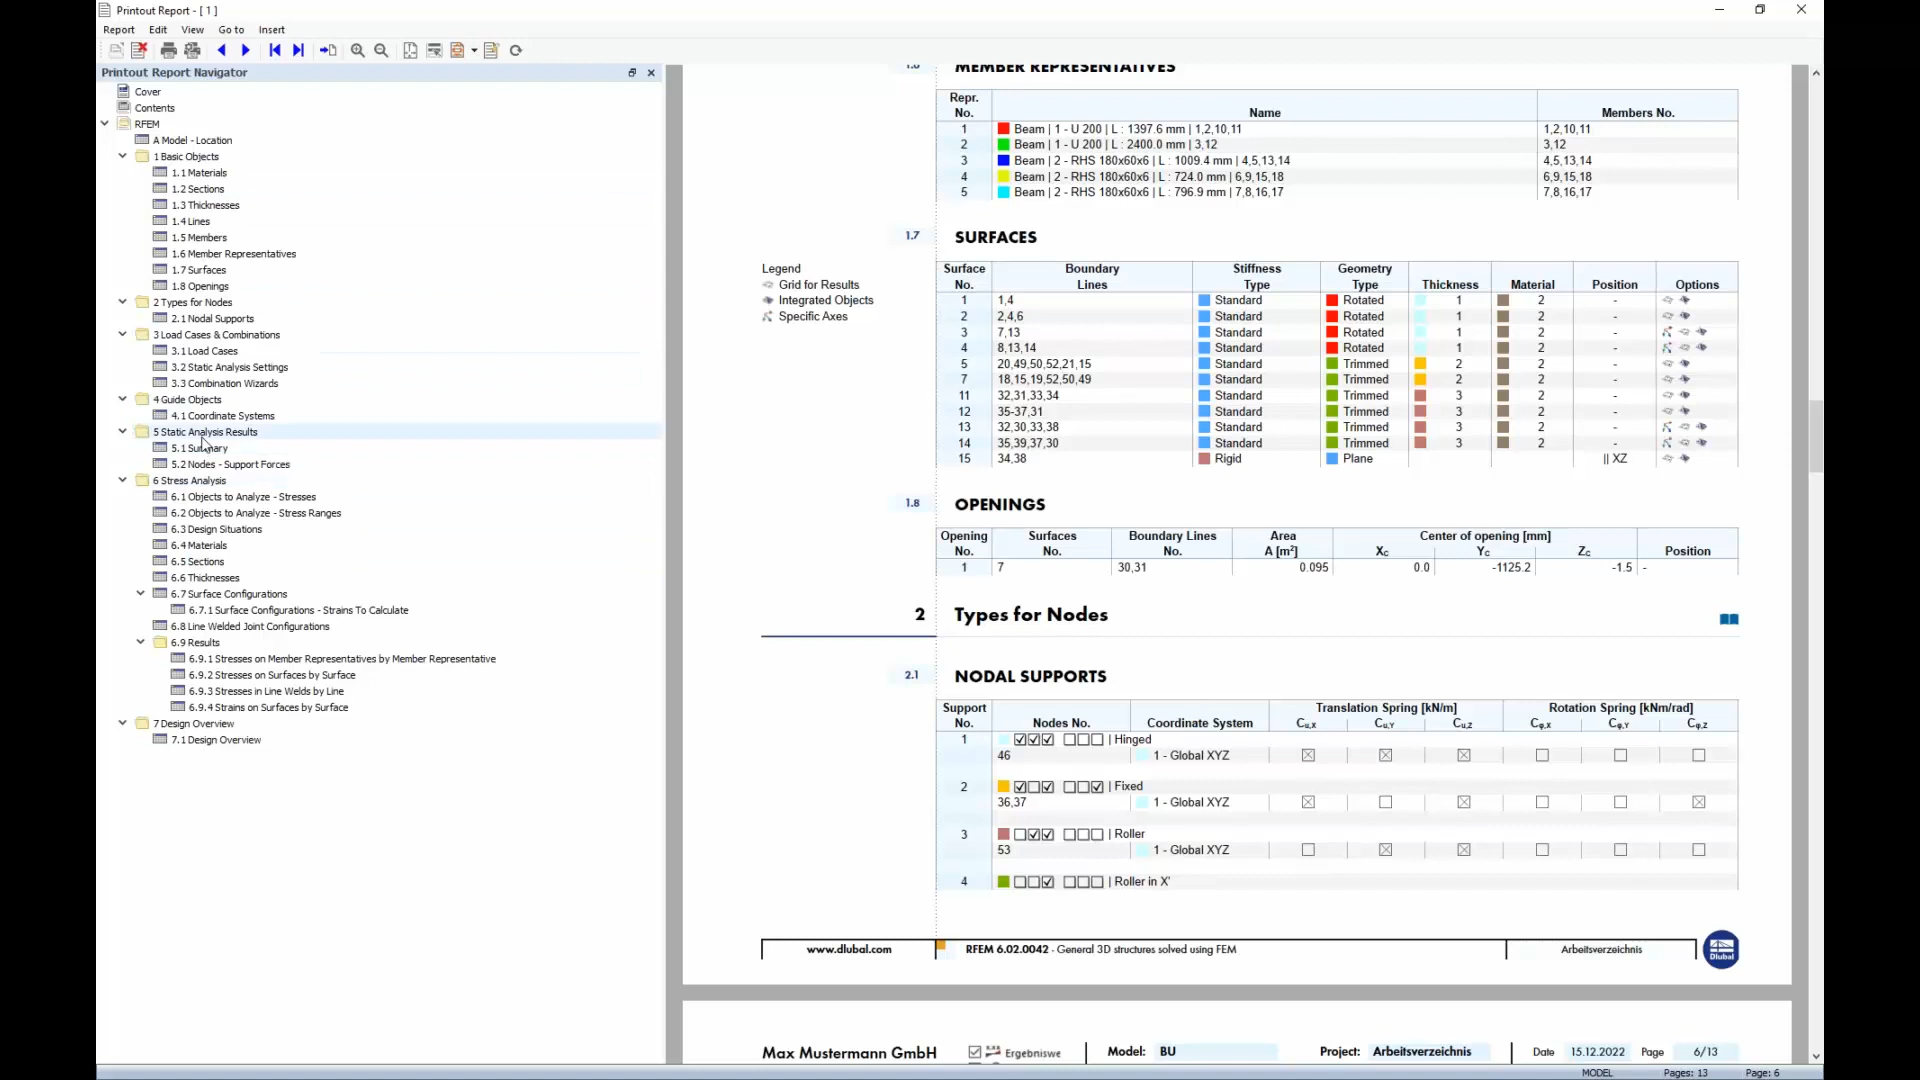 Printout Report - [ 1 ]
Report Edit View Go to Insert
Printout Report Navigator
Cover
Contents
RFEM
A Model - Location
1 Basic Objects
1.1 Materials
1.2 Sections
1.3 Thicknesses
1.4 Lines
1.5 Members
1.6 Member Representatives
1.7 Surfaces
1.8 Openings
2 Types for Nodes
2.1 Nodal Supports
3 Load Cases & Combinations
3.1 Load Cases
3.2 Static Analysis Settings
3.3 Combination Wizards
4 Guide Objects
4.1 Coordinate Systems
5 Static Analysis Results
5.1 Summary
5.2 Nodes - Support Forces
6 Stress Analysis
6.1 Objects to Analyze - Stresses
6.2 Objects to Analyze - Stress Ranges
6.3 Design Situations
6.4 Materials
6.5 Sections
6.6 Thicknesses
6.7 Surface Configurations
6.7.1 Surface Configurations - Strains To Calculate
6.8 Line Welded Joint Configurations
6.9 Results
6.9.1 Stresses on Member Representatives by Member Representative
6.9.2 Stresses on Surfaces by Surface
6.9.3 Stresses in Line Welds by Line
6.9.4 Strains on Surfaces by Surface
7 Design Overview
7.1 Design Overview
1.6 MEMBER REPRESENTATIVES
Repr.
No. Name Members No.
1 Beam | 1 - U 200 | L : 1397.6 mm | 1,2,10,11 1,2,10,11
2 Beam | 1 - U 200 | L : 2400.0 mm | 3,12 3,12
3 Beam | 2 - RHS 180x60x6 | L : 1009.4 mm | 4,5,13,14 4,5,13,14
4 Beam | 2 - RHS 180x60x6 | L : 724.0 mm | 6,9,15,18 6,9,15,18
5 Beam | 2 - RHS 180x60x6 | L : 796.9 mm | 7,8,16,17 7,8,16,17
1.7 SURFACES
Legend
Grid for Results
Integrated Objects
Specific Axes
Surface Boundary Stiffness Geometry
No. Lines Type Type Thickness Material Position Options
1 1,4 Standard Rotated 1 2 -
2 2,4,6 Standard Rotated 1 2 -
3 7,13 Standard Rotated 1 2 -
4 8,13,14 Standard Rotated 1 2 -
5 20,49,50,52,21,15 Standard Trimmed 2 2 -
7 18,15,19,52,50,49 Standard Trimmed 2 2 -
11 32,31,33,34 Standard Trimmed 3 2 -
12 35-37,31 Standard Trimmed 3 2 -
13 32,30,33,38 Standard Trimmed 3 2 -
14 35,39,37,30 Standard Trimmed 3 2 -
15 34,38 Rigid Plane || XZ
1.8 OPENINGS
Opening Surfaces Boundary Lines Area Center of opening [mm]
No. No. No. A [m²] Xc Yc Zc Position
1 7 30,31 0.095 0.0 -1125.2 -1.5 -
2 Types for Nodes
2.1 NODAL SUPPORTS
Support Translation Spring [kN/m] Rotation Spring [kNm/rad]
No. Nodes No. Coordinate System Cu,X Cu,Y Cu,Z Cφ,X Cφ,Y Cφ,Z
1 ☑☑☑ ☐☐☐ | Hinged
46 1 - Global XYZ ☒ ☒ ☒ ☐ ☐ ☐
2 ☑☐☑ ☐☐☑ | Fixed
36,37 1 - Global XYZ ☒ ☐ ☒ ☐ ☐ ☒
3 ☐☑☑ ☐☐☐ | Roller
53 1 - Global XYZ ☐ ☒ ☒ ☐ ☐ ☐
4 ☐☐☑ ☐☐☐ | Roller in X'
www.dlubal.com RFEM 6.02.0042 - General 3D structures solved using FEM Arbeitsverzeichnis Dlubal
Max Mustermann GmbH ☑ Ergebniswe Model: BU Project: Arbeitsverzeichnis Date 15.12.2022 Page 6/13
MODEL Pages: 13 Page: 6